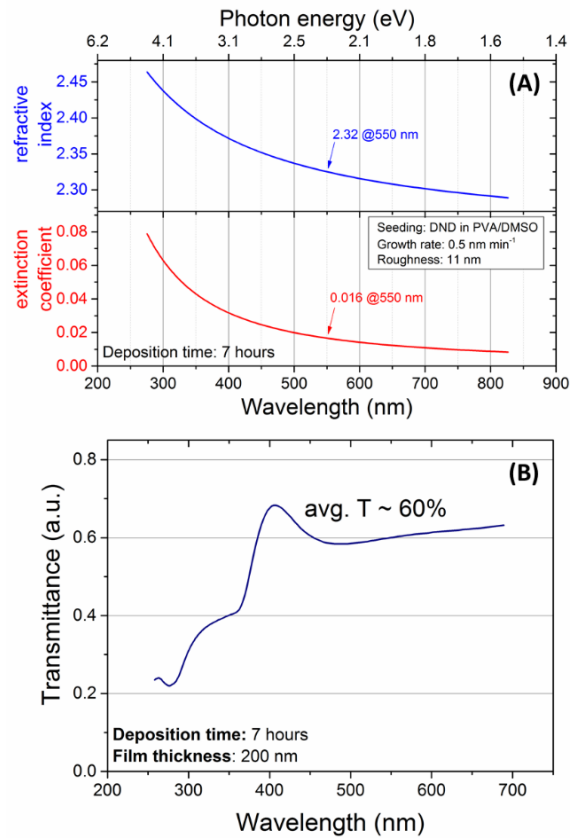 Photon energy (eV)
6.2 4.1 3.1 2.5 2.1 1.8 1.6 1.4
(A)
2.45
2.40
2.35
2.30
refractive
index
2.32 @550 nm
0.08
0.06
0.04
0.02
0.00
extinction
coefficient
Seeding: DND in PVA/DMSO
Growth rate: 0.5 nm min⁻¹
Roughness: 11 nm
0.016 @550 nm
Deposition time: 7 hours
200 300 400 500 600 700 800 900
Wavelength (nm)
(B)
0.8
0.6
0.4
0.2
0.0
Transmittance (a.u.)
avg. T ~ 60%
Deposition time: 7 hours
Film thickness: 200 nm
200 300 400 500 600 700
Wavelength (nm)